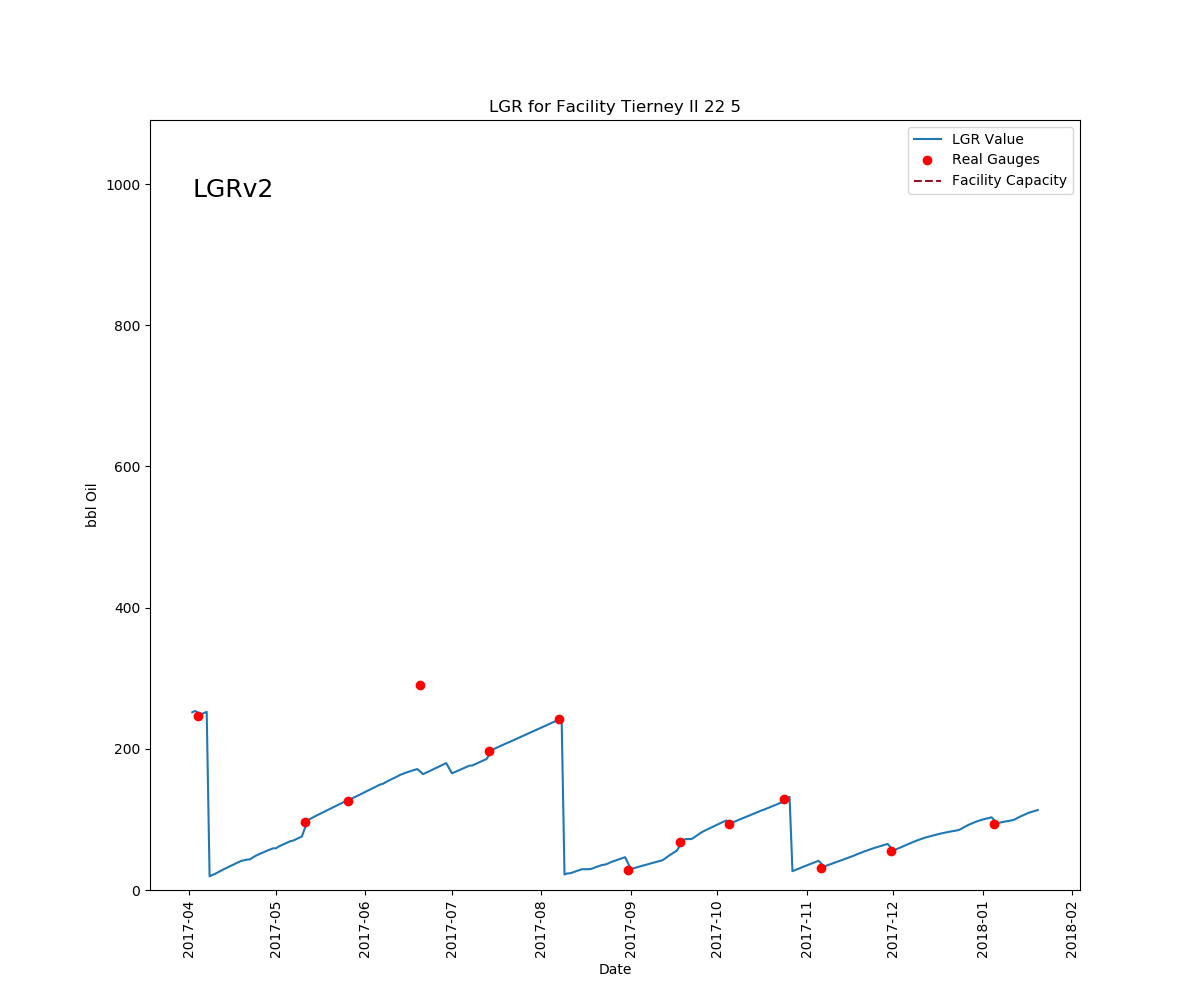 LGR for Facility Tierney II 22 5
LGRv2
LGR Value
Real Gauges
Facility Capacity
bbl Oil
1000
800
600
400
200
0
2017-04
2017-05
2017-06
2017-07
2017-08
2017-09
2017-10
2017-11
2017-12
2018-01
2018-02
Date